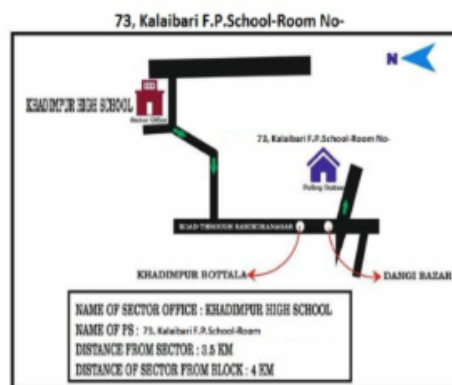 73, Kalaibari F.P.School-Room No-
N
KHADIMPUR HIGH SCHOOL
Sector Office
73, Kalaibari F.P.School-Room No-
Polling Station
ROAD THROUGH
KHADIMPUR BOTTALA
DANGI BAZAR
NAME OF SECTOR OFFICE : KHADIMPUR HIGH SCHOOL
NAME OF PS : 73, Kalaibari F.P.School-Room
DISTANCE FROM SECTOR : 3.5 KM
DISTANCE OF SECTOR FROM BLOCK : 4 KM